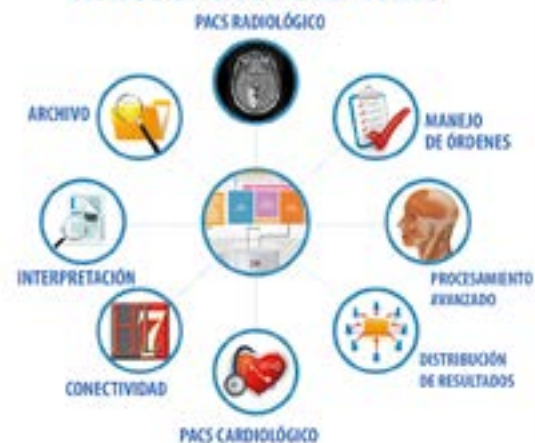 PACS RADIOLÓGICO
ARCHIVO
MANEJO
DE ÓRDENES
INTERPRETACIÓN
PROCESAMIENTO
AVANZADO
CONECTIVIDAD
DISTRIBUCIÓN
DE RESULTADOS
PACS CARDIOLÓGICO